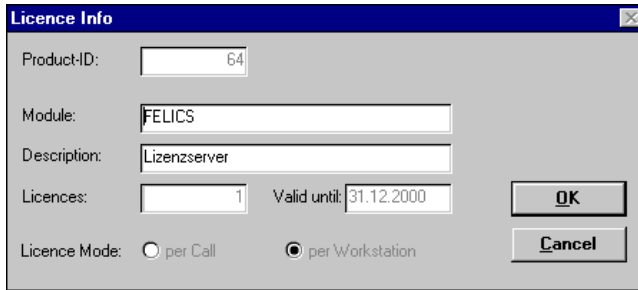 Licence Info
Product-ID: 64
Module: FELICS
Description: Lizenzserver
Licences: 1 Valid until: 31.12.2000
OK
Licence Mode: per Call per Workstation
Cancel